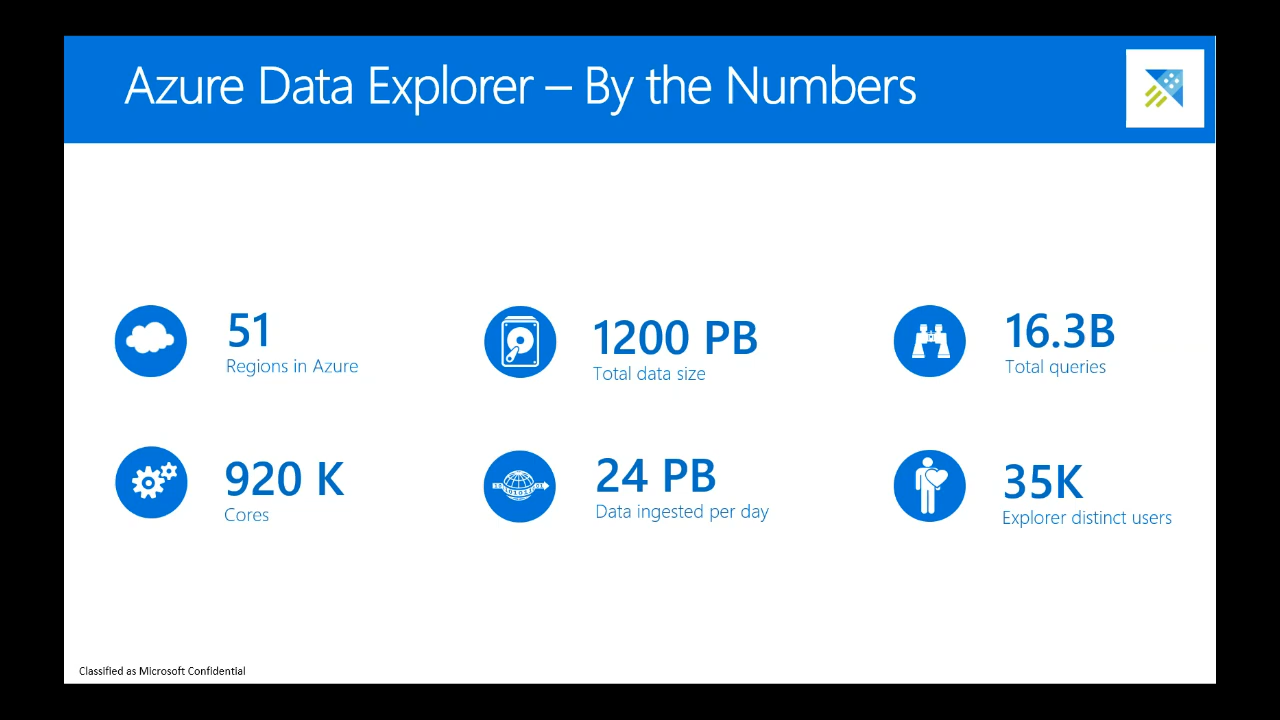 Azure Data Explorer – By the Numbers
51
Regions in Azure
1200 PB
Total data size
16.3B
Total queries
920 K
Cores
24 PB
Data ingested per day
35K
Explorer distinct users
Classified as Microsoft Confidential